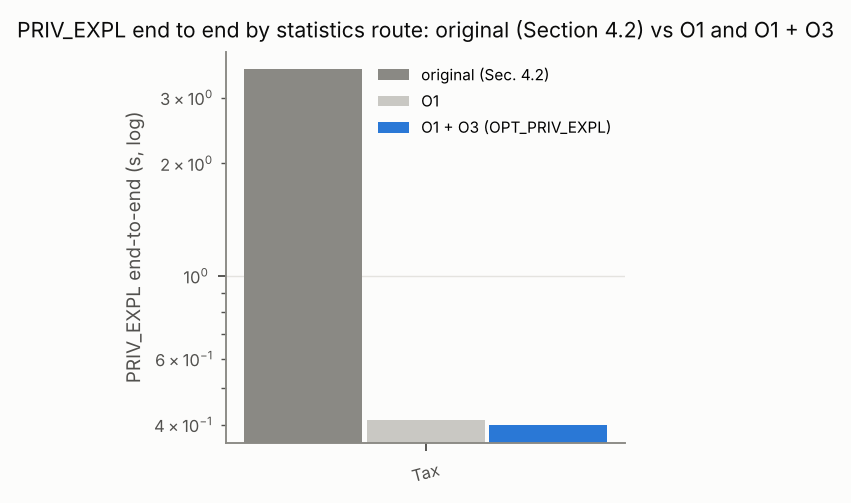 PRIV_EXPL end to end by statistics route: original (Section 4.2) vs O1 and O1 + O3
PRIV_EXPL end-to-end (s, log)
3 × 10⁰
2 × 10⁰
10⁰
6 × 10⁻¹
4 × 10⁻¹
original (Sec. 4.2)
O1
O1 + O3 (OPT_PRIV_EXPL)
Tax